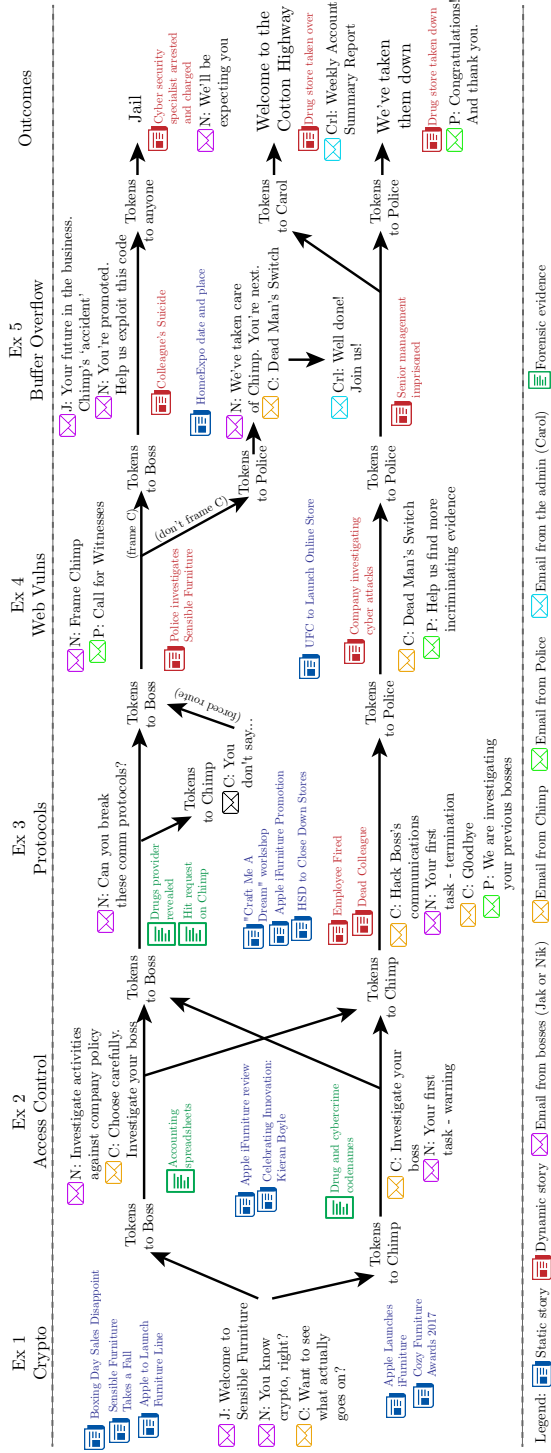 Ex 1
Crypto
Ex 2
Access Control
Ex 3
Protocols
Ex 4
Web Vulns
Ex 5
Buffer Overflow
Outcomes
Boxing Day Sales Disappoint
Sensible Furniture
Takes a Fall
Apple to Launch
Furniture Line
J: Welcome to
Sensible Furniture
N: You know
crypto, right?
C: Want to see
what actually
goes on?
Apple Launches
iFurniture
Cozy Furniture
Awards 2017
Tokens
to Boss
Tokens
to Chimp
N: Investigate activities
against company policy
C: Choose carefully.
Investigate your boss
Accounting
spreadsheets
Apple iFurniture review
Celebrating Innovation:
Kieran Boyle
Drug and cybercrime
codenames
C: Investigate your
boss
N: Your first
task - warning
Tokens
to Boss
Tokens
to Chimp
N: Can you break
these comm protocols?
Drugs provider
revealed
Hit request
on Chimp
Tokens
to Chimp
C: You
don't say...
(forced route)
"Craft Me A
Dream" workshop
Apple iFurniture Promotion
HSD to Close Down Stores
Employee Fired
Dead Colleague
C: Hack Boss's
communications
N: Your first
task - termination
C: G0odbye
P: We are investigating
your previous bosses
Tokens
to Boss
Tokens
to Police
N: Frame Chimp
P: Call for Witnesses
(frame C)
(don't frame C)
Police investigates
Sensible Furniture
UFC to Launch Online Store
Company investigating
cyber attacks
C: Dead Man's Switch
P: Help us find more
incriminating evidence
Tokens
to Boss
Tokens
to Police
Tokens
to Police
J: Your future in the business.
Chimp's 'accident'
N: You're promoted.
Help us exploit this code
Colleague's Suicide
HomeExpo date and place
N: We've taken care
of Chimp. You're next.
C: Dead Man's Switch
Crl: Well done!
Join us!
Senior management
imprisoned
Tokens
to anyone
Tokens
to Carol
Tokens
to Police
Jail
Cyber security
specialist arrested
and charged
N: We'll be
expecting you
Welcome to the
Cotton Highway
Drug store taken over
Crl: Weekly Account
Summary Report
We've taken
them down
Drug store taken down
P: Congratulations!
And thank you.
Legend:
Static story
Dynamic story
Email from bosses (Jak or Nik)
Email from Chimp
Email from Police
Email from the admin (Carol)
Forensic evidence